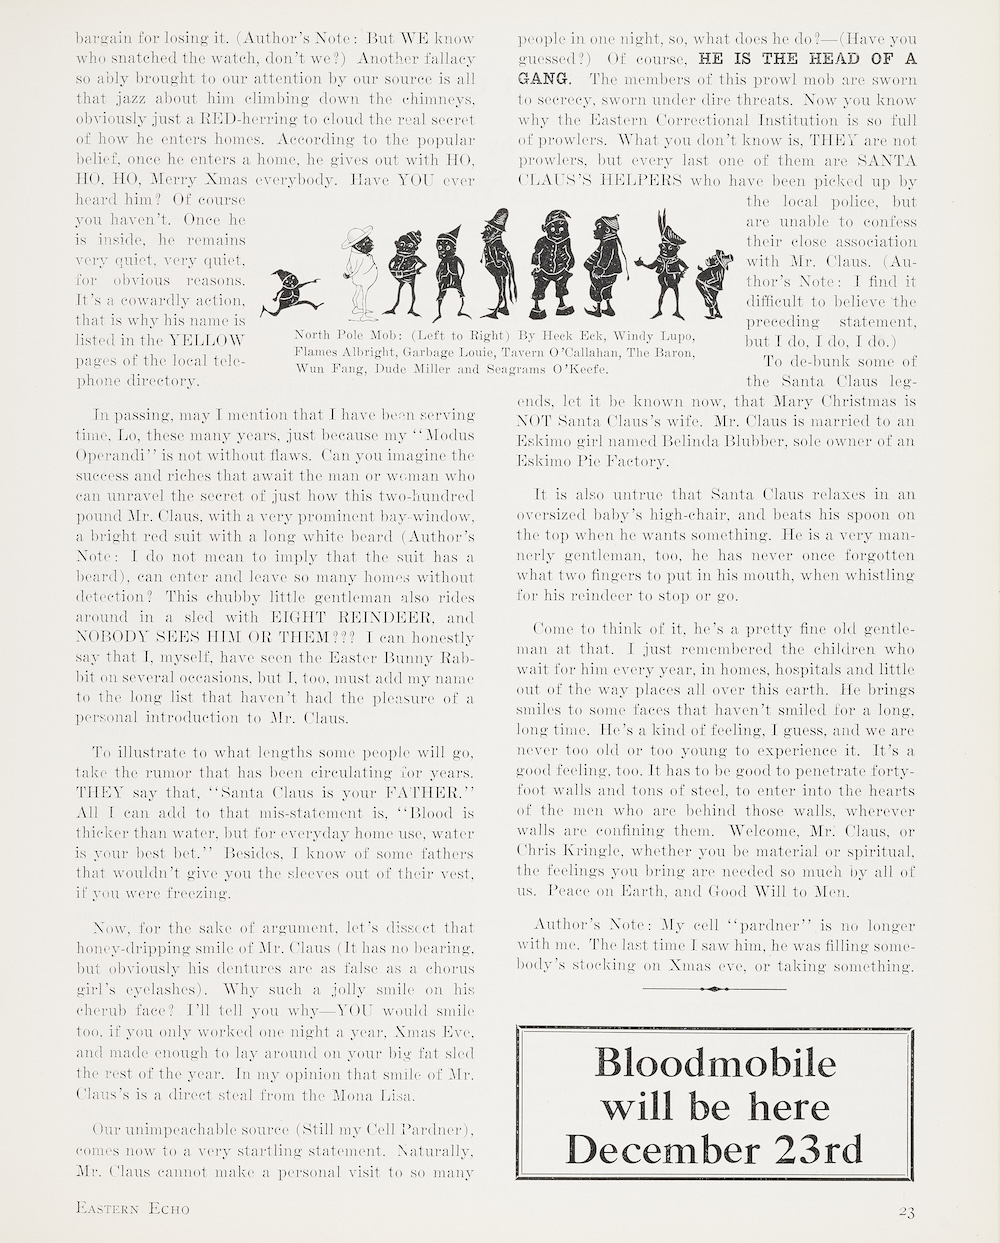 bargain for losing it. (Author's Note: But WE know
who snatched the watch, don't we?) Another fallacy
so ably brought to our attention by our source is all
that jazz about him climbing down the chimneys,
obviously just a RED-herring to cloud the real secret
of how he enters homes. According to the popular
belief, once he enters a home, he gives out with HO,
HO, HO, Merry Xmas everybody. Have YOU ever
heard him? Of course
you haven't. Once he
is inside, he remains
very quiet, very quiet,
for obvious reasons.
It's a cowardly action,
that is why his name is
listed in the YELLOW
pages of the local tele-
phone directory.
In passing, may I mention that I have been serving
time, Lo, these many years, just because my "Modus
Operandi" is not without flaws. Can you imagine the
success and riches that await the man or woman who
can unravel the secret of just how this two-hundred
pound Mr. Claus, with a very prominent bay-window,
a bright red suit with a long white beard (Author's
Note: I do not mean to imply that the suit has a
beard), can enter and leave so many homes without
detection? This chubby little gentleman also rides
around in a sled with EIGHT REINDEER, and
NOBODY SEES HIM OR THEM??? I can honestly
say that I, myself, have seen the Easter Bunny Rab-
bit on several occasions, but I, too, must add my name
to the long list that haven't had the pleasure of a
personal introduction to Mr. Claus.
To illustrate to what lengths some people will go,
take the rumor that has been circulating for years.
THEY say that, "Santa Claus is your FATHER."
All I can add to that mis-statement is, "Blood is
thicker than water, but for everyday home use, water
is your best bet." Besides, I know of some fathers
that wouldn't give you the sleeves out of their vest,
if you were freezing.
Now, for the sake of argument, let's dissect that
honey-dripping smile of Mr. Claus (It has no bearing,
but obviously his dentures are as false as a chorus
girl's eyelashes). Why such a jolly smile on his
cherub face? I'll tell you why—YOU would smile
too, if you only worked one night a year, Xmas Eve,
and made enough to lay around on your big fat sled
the rest of the year. In my opinion that smile of Mr.
Claus's is a direct steal from the Mona Lisa.
Our unimpeachable source (Still my Cell Pardner),
comes now to a very startling statement. Naturally,
Mr. Claus cannot make a personal visit to so many
North Pole Mob: (Left to Right) By Heck Eck, Windy Lupo,
Flames Albright, Garbage Louie, Tavern O'Callahan, The Baron,
Wun Fang, Dude Miller and Seagrams O'Keefe.
people in one night, so, what does he do?—(Have you
guessed?) Of course, HE IS THE HEAD OF A
GANG. The members of this prowl mob are sworn
to secrecy, sworn under dire threats. Now you know
why the Eastern Correctional Institution is so full
of prowlers. What you don't know is, THEY are not
prowlers, but every last one of them are SANTA
CLAUS'S HELPERS who have been picked up by
the local police, but
are unable to confess
their close association
with Mr. Claus. (Au-
thor's Note: I find it
difficult to believe the
preceding statement,
but I do, I do, I do.)
To de-bunk some of
the Santa Claus leg-
ends, let it be known now, that Mary Christmas is
NOT Santa Claus's wife. Mr. Claus is married to an
Eskimo girl named Belinda Blubber, sole owner of an
Eskimo Pie Factory.
It is also untrue that Santa Claus relaxes in an
oversized baby's high-chair, and beats his spoon on
the top when he wants something. He is a very man-
nerly gentleman, too, he has never once forgotten
what two fingers to put in his mouth, when whistling
for his reindeer to stop or go.
Come to think of it, he's a pretty fine old gentle-
man at that. I just remembered the children who
wait for him every year, in homes, hospitals and little
out of the way places all over this earth. He brings
smiles to some faces that haven't smiled for a long,
long time. He's a kind of feeling, I guess, and we are
never too old or too young to experience it. It's a
good feeling, too. It has to be good to penetrate forty-
foot walls and tons of steel, to enter into the hearts
of the men who are behind those walls, wherever
walls are confining them. Welcome, Mr. Claus, or
Chris Kringle, whether you be material or spiritual,
the feelings you bring are needed so much by all of
us. Peace on Earth, and Good Will to Men.
Author's Note: My cell "pardner" is no longer
with me. The last time I saw him, he was filling some-
body's stocking on Xmas eve, or taking something.
Bloodmobile
will be here
December 23rd
EASTERN ECHO
23